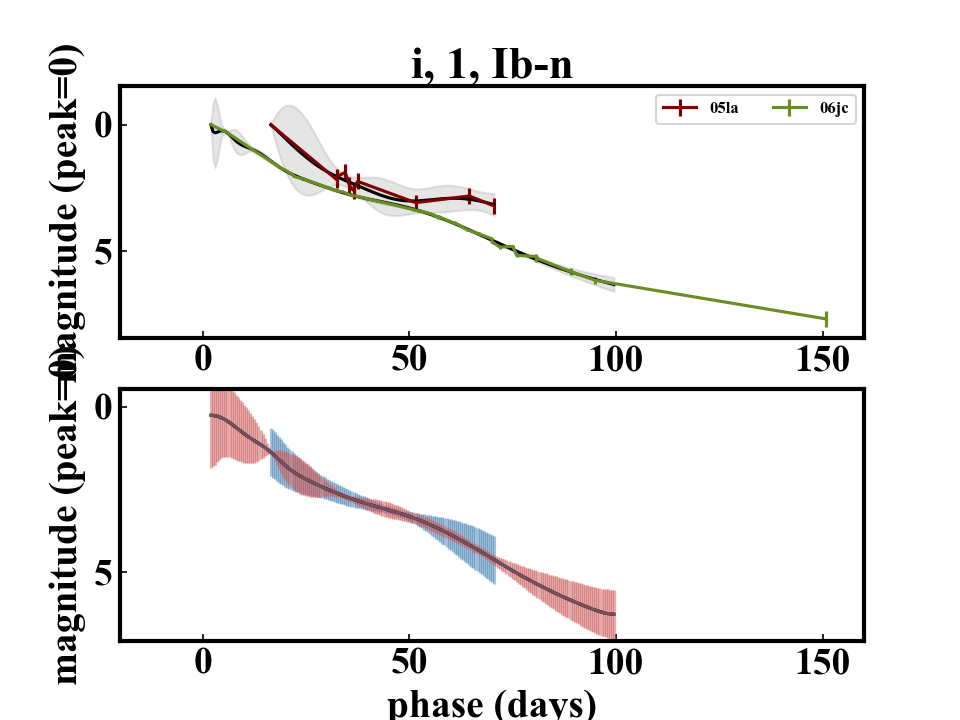 i, 1, Ib-n
magnitude (peak=0)
0
5
05la 06jc
0 50 100 150
magnitude (peak=0)
0
5
0 50 100 150
phase (days)